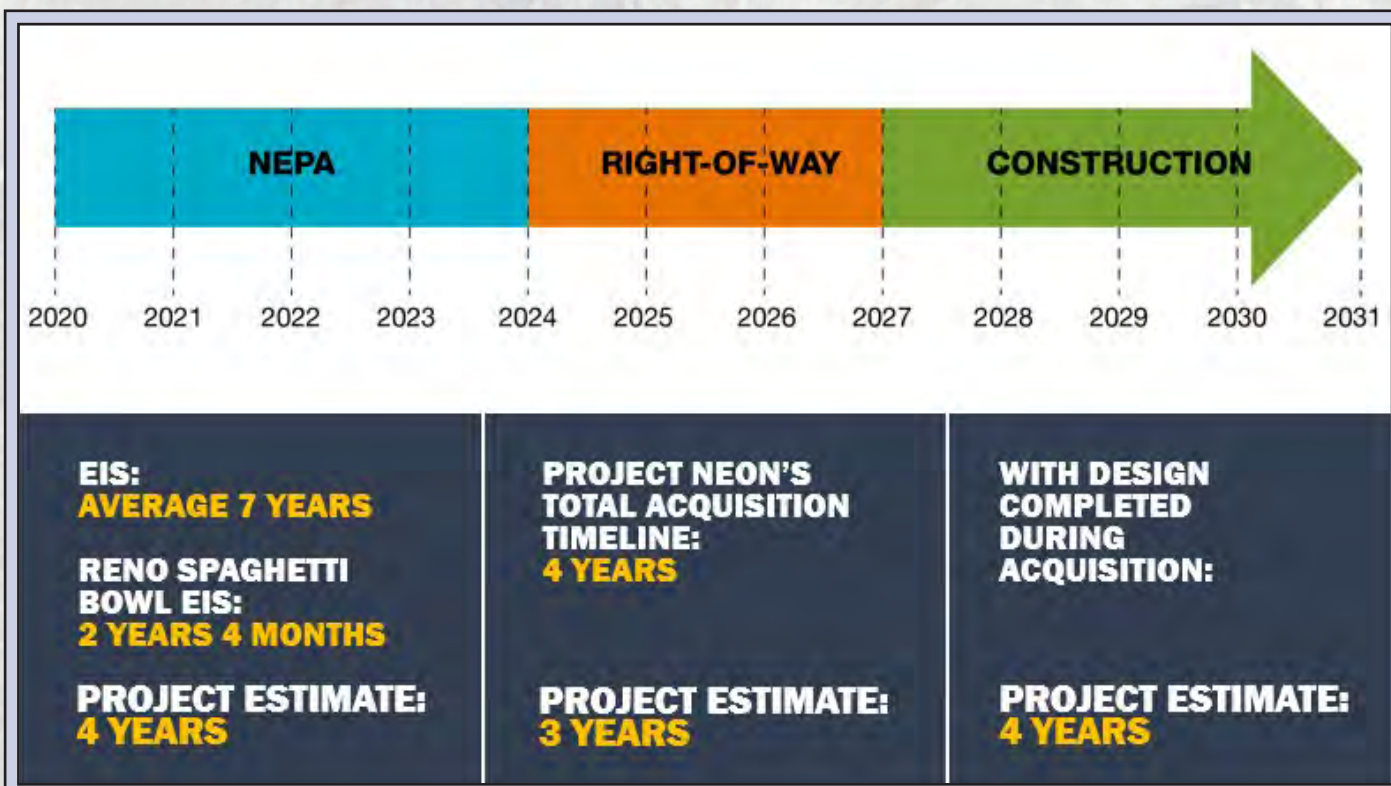 NEPA
RIGHT-OF-WAY
CONSTRUCTION
2020 2021 2022 2023 2024 2025 2026 2027 2028 2029 2030 2031
EIS:
AVERAGE 7 YEARS
RENO SPAGHETTI
BOWL EIS:
2 YEARS 4 MONTHS
PROJECT ESTIMATE:
4 YEARS
PROJECT NEON'S
TOTAL ACQUISITION
TIMELINE:
4 YEARS
PROJECT ESTIMATE:
3 YEARS
WITH DESIGN
COMPLETED
DURING
ACQUISITION:
PROJECT ESTIMATE:
4 YEARS